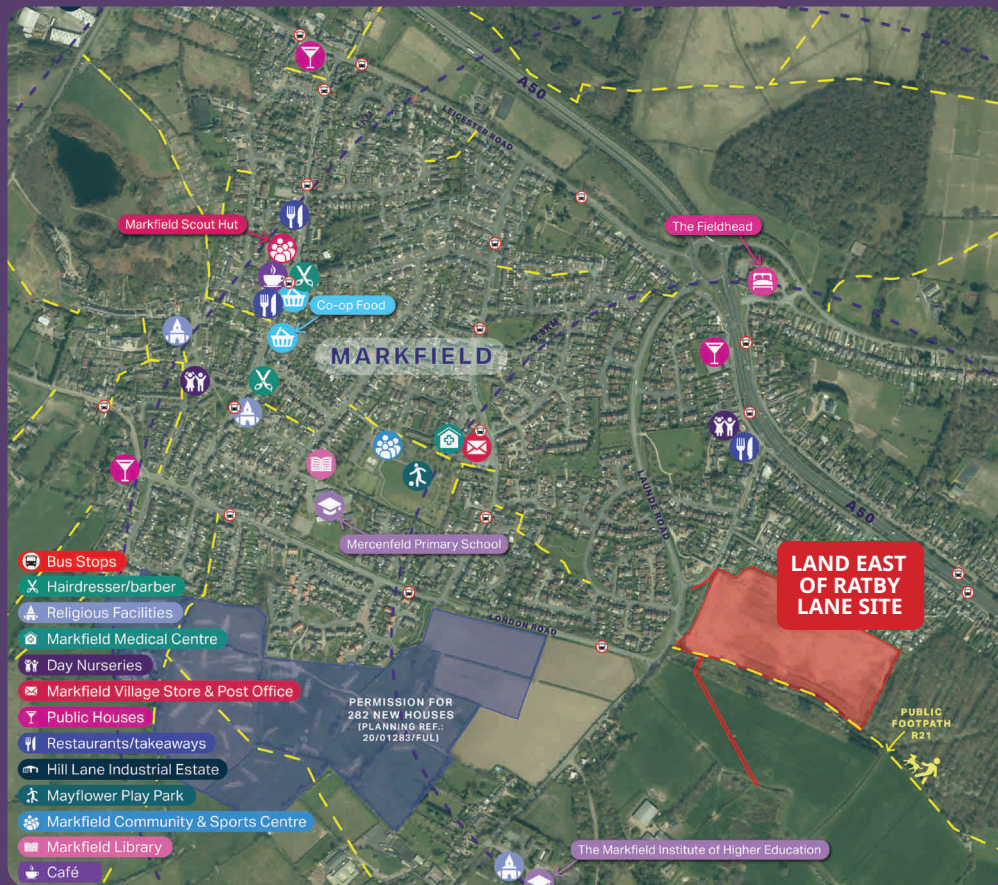 A50
LEICESTER ROAD
Markfield Scout Hut
The Fieldhead
Co-op Food
MARKFIELD
LAUNDE ROAD
A50
Mercenfeld Primary School
LAND EAST
OF RATBY
LANE SITE
LONDON ROAD
PERMISSION FOR
282 NEW HOUSES
(PLANNING REF.:
20/01283/FUL)
PUBLIC
FOOTPATH
R21
The Markfield Institute of Higher Education
Bus Stops
Hairdresser/barber
Religious Facilities
Markfield Medical Centre
Day Nurseries
Markfield Village Store & Post Office
Public Houses
Restaurants/takeaways
Hill Lane Industrial Estate
Mayflower Play Park
Markfield Community & Sports Centre
Markfield Library
Café